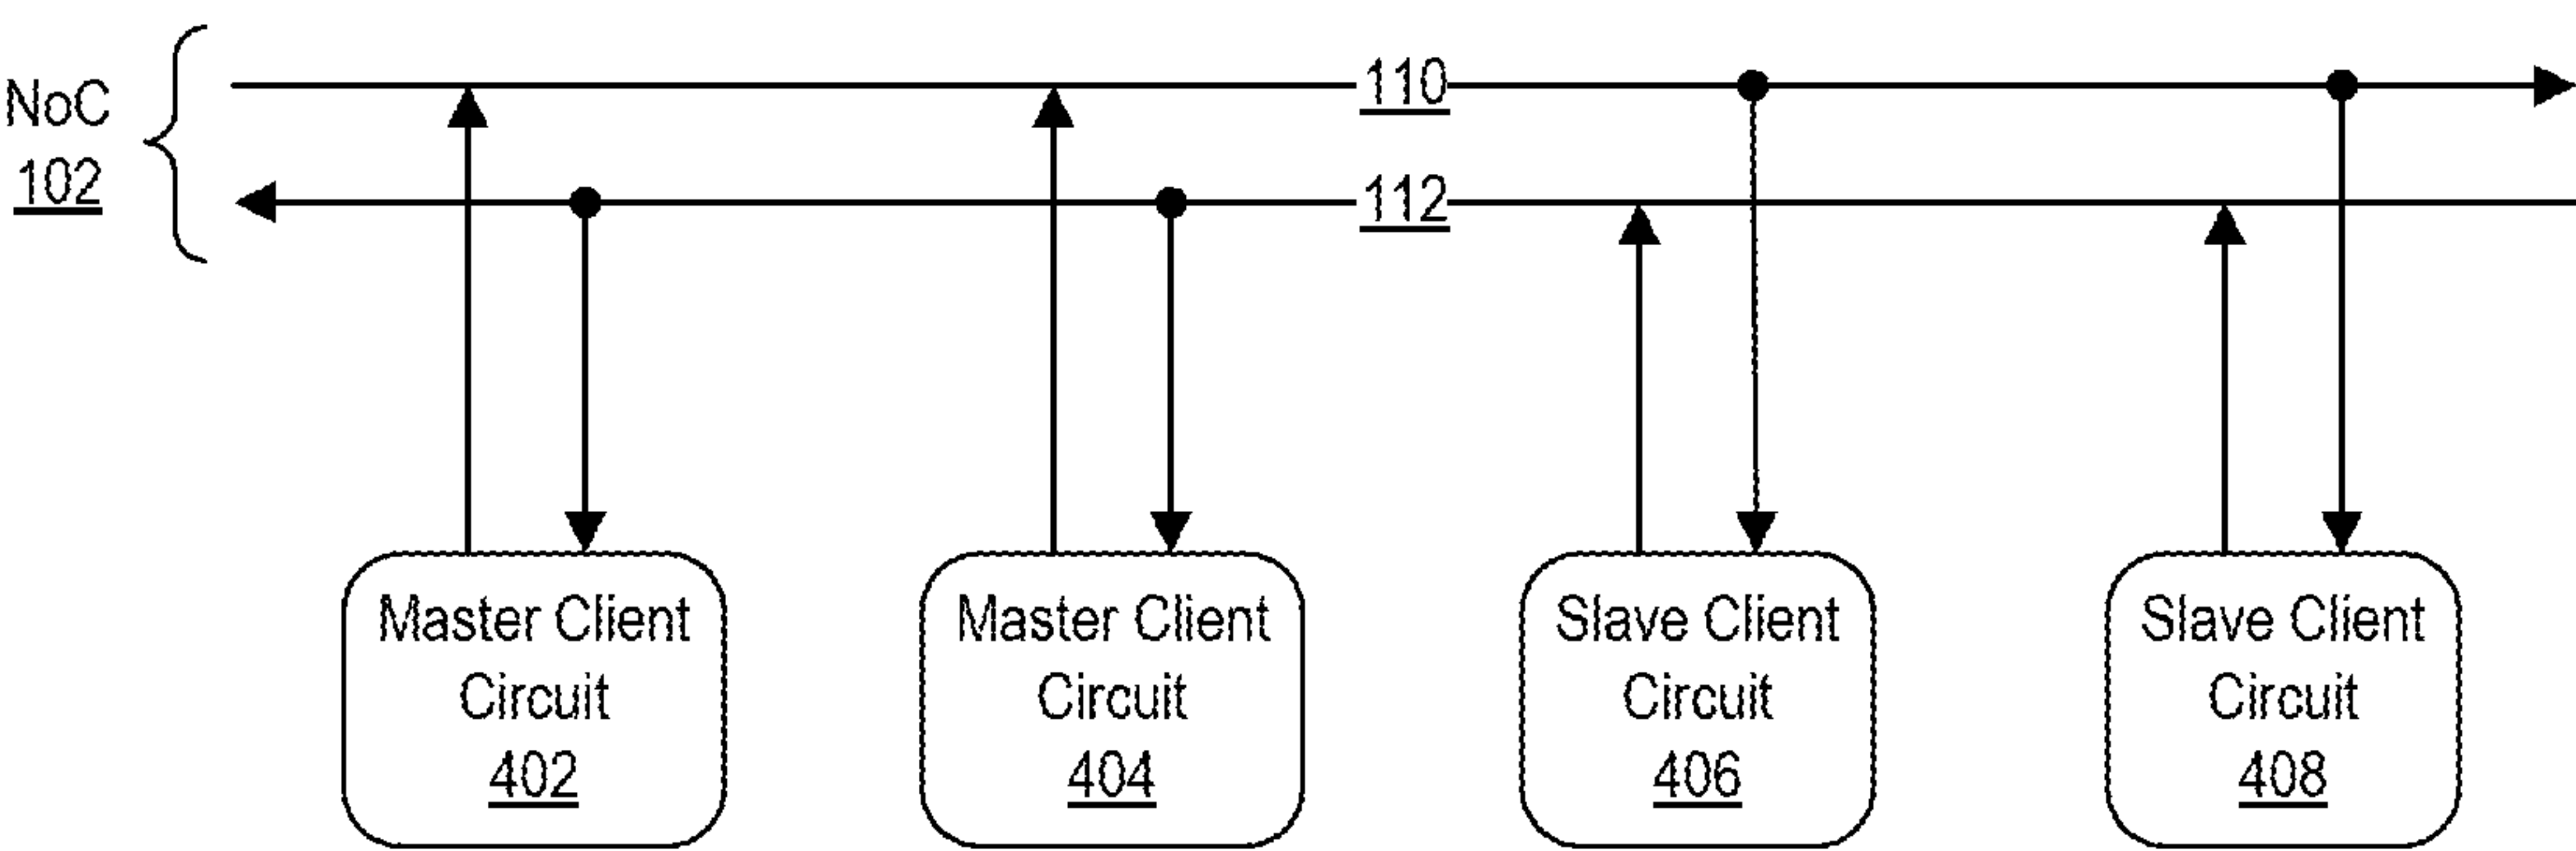 NoC
102
110
112
Master Client
Circuit
402
Master Client
Circuit
404
Slave Client
Circuit
406
Slave Client
Circuit
408